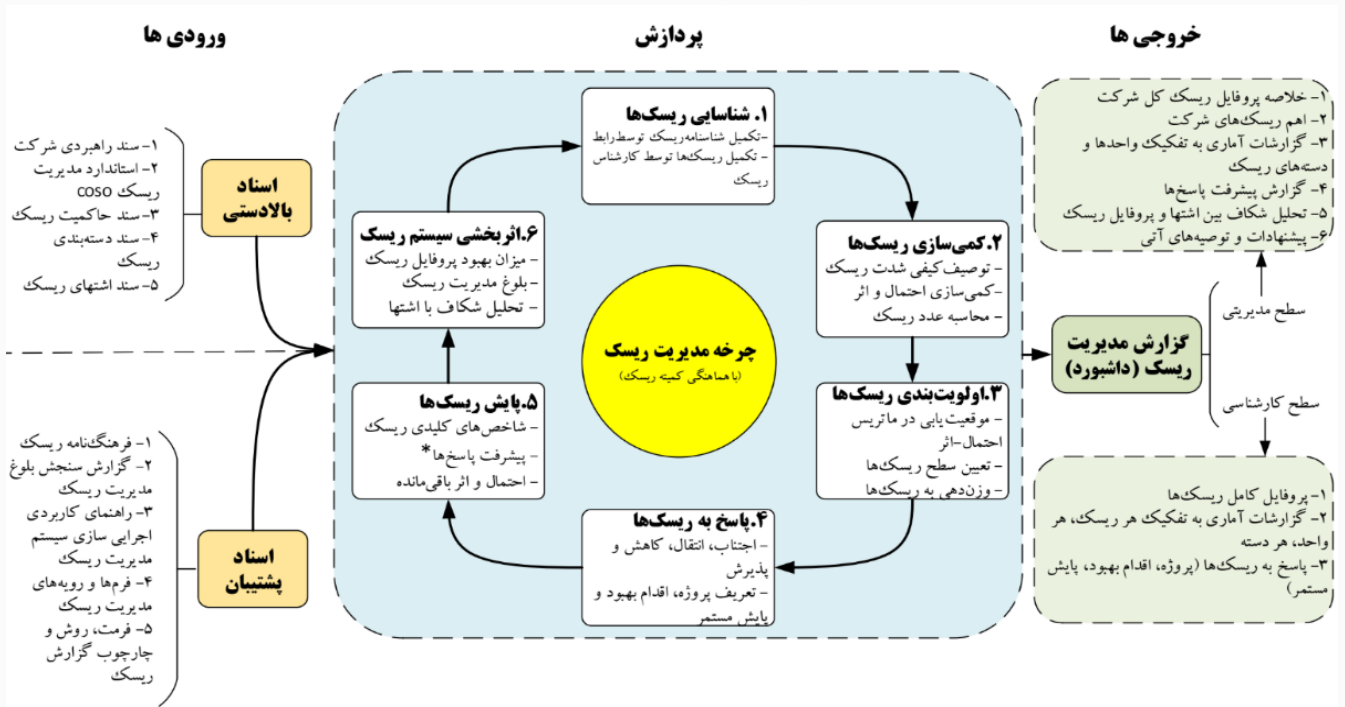 ورودی ها
پردازش
خروجی ها
۱- سند راهبردی شرکت
۲- استاندارد مدیریت
ریسک coso
۳- سند حاکمیت ریسک
۴- سند دسته‌بندی
ریسک
۵- سند اشتهای ریسک
اسناد
بالادستی
۱- فرهنگ‌نامه ریسک
۲- گزارش سنجش بلوغ
مدیریت ریسک
۳- راهنمای کاربردی
اجرایی سازی سیستم
مدیریت ریسک
۴- فرم‌ها و رویه‌های
مدیریت ریسک
۵- فرمت، روش و
چارچوب گزارش
ریسک
اسناد
پشتیبان
۱. شناسایی ریسک‌ها
-تکمیل شناسنامه‌ریسک توسط‌رابط
- تکمیل ریسک‌ها توسط کارشناس
ریسک
۲.کمی‌سازی ریسک‌ها
- توصیف‌کیفی شدت ریسک
-کمی‌سازی احتمال و اثر
- محاسبه عدد ریسک
۳.اولویت‌بندی ریسک‌ها
- موقعیت‌یابی در ماتریس
احتمال-اثر
- تعیین سطح ریسک‌ها
- وزن‌دهی به ریسک‌ها
۴.پاسخ به ریسک‌ها
- اجتناب، انتقال، کاهش و
پذیرش
- تعریف پروژه، اقدام بهبود و
پایش مستمر
۵.پایش ریسک‌ها
- شاخص‌های کلیدی ریسک
- پیشرفت پاسخ‌ها*
- احتمال و اثر باقی‌مانده
۶.اثربخشی سیستم ریسک
- میزان بهبود پروفایل ریسک
- بلوغ مدیریت ریسک
- تحلیل شکاف با اشتها
چرخه مدیریت ریسک
(با هماهنگی کمیته ریسک)
گزارش مدیریت
ریسک (داشبورد)
سطح مدیریتی
سطح کارشناسی
۱- خلاصه پروفایل ریسک کل شرکت
۲- اهم ریسک‌های شرکت
۳- گزارشات آماری به تفکیک واحدها و
دسته‌های ریسک
۴- گزارش پیشرفت پاسخ‌ها
۵- تحلیل شکاف بین اشتها و پروفایل ریسک
۶- پیشنهادات و توصیه‌های آتی
۱- پروفایل کامل ریسک‌ها
۲- گزارشات آماری به تفکیک هر ریسک، هر
واحد، هر دسته
۳- پاسخ به ریسک‌ها (پروژه، اقدام بهبود، پایش
مستمر)